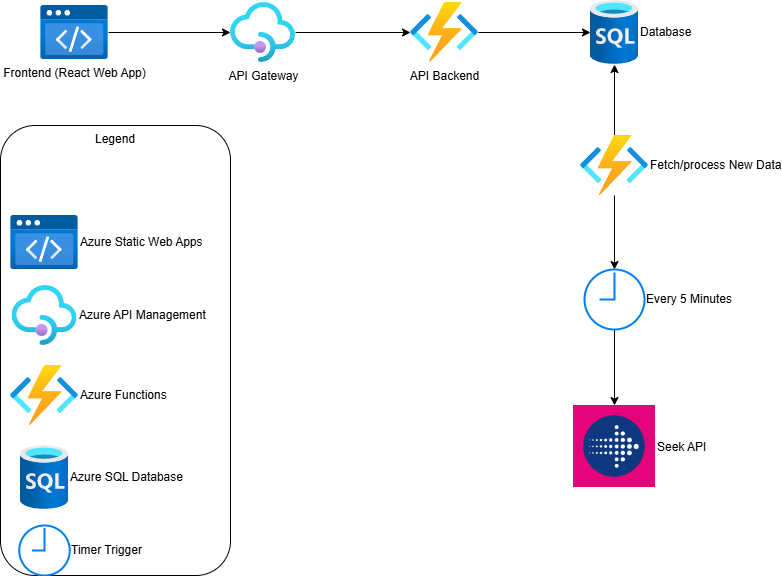 Frontend (React Web App)
API Gateway
API Backend
SQL
Database
Fetch/process New Data
Every 5 Minutes
Seek API
Legend
</>
Azure Static Web Apps
Azure API Management
Azure Functions
SQL
Azure SQL Database
Timer Trigger